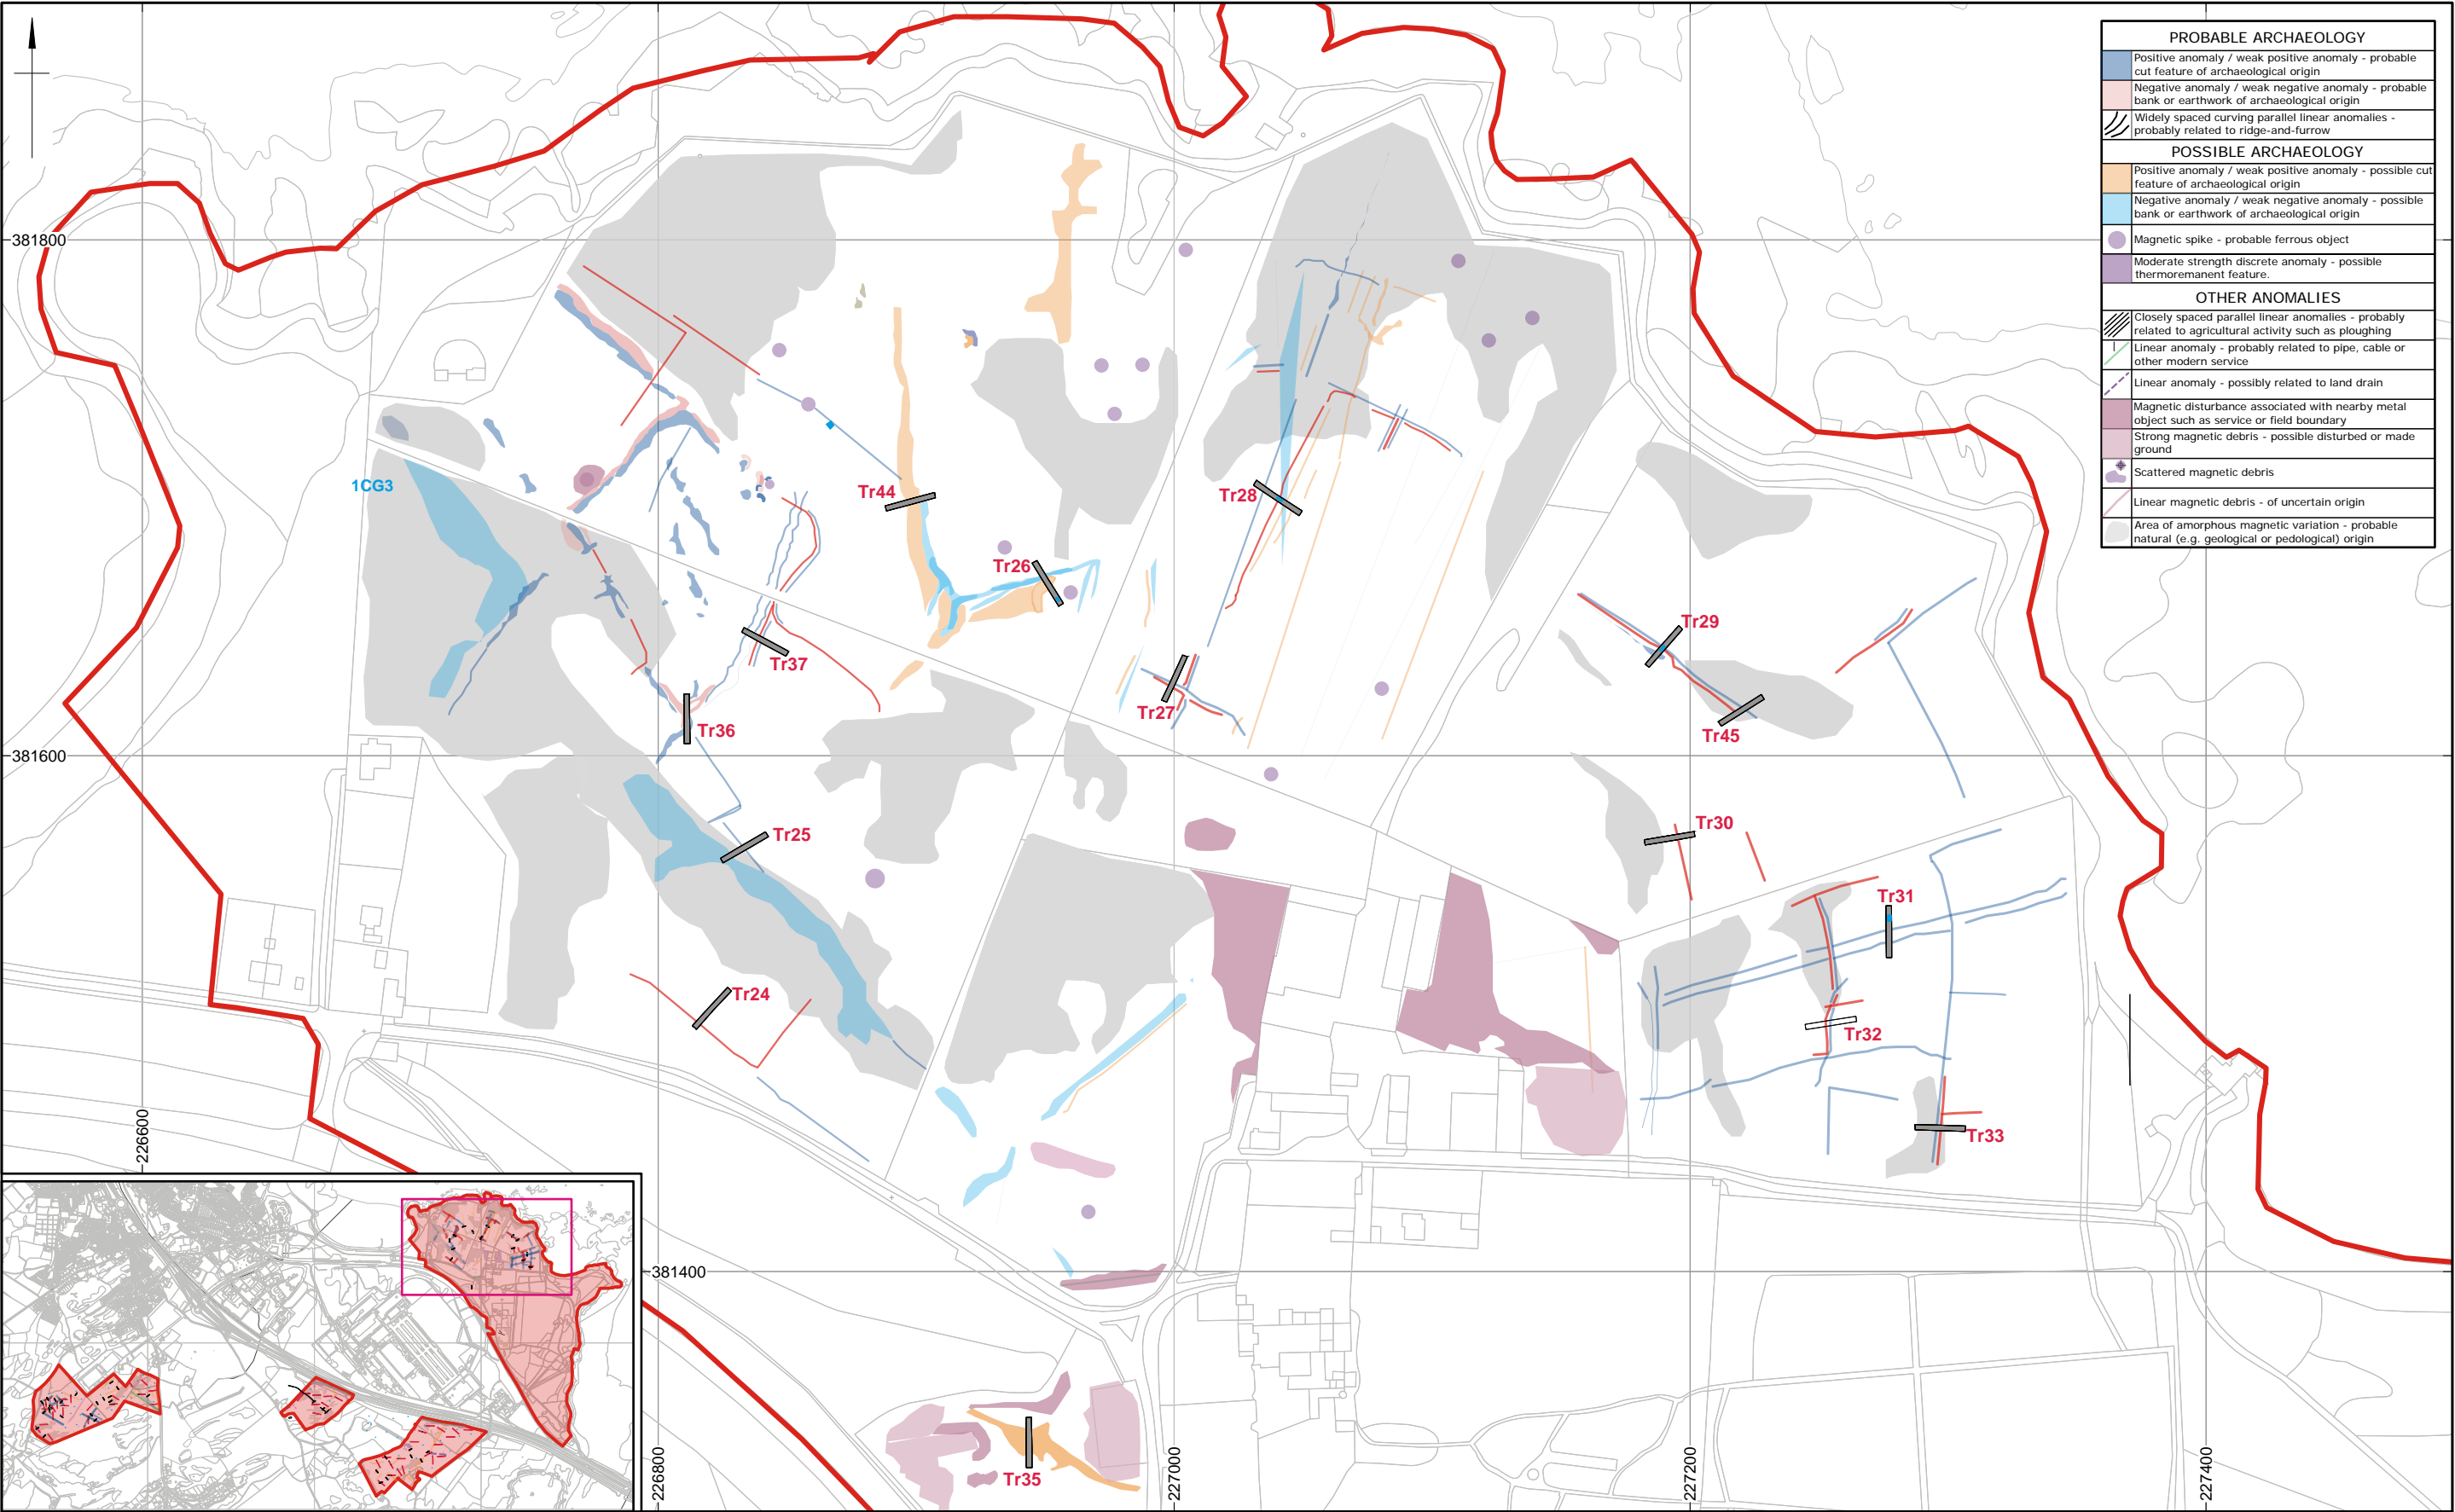 PROBABLE ARCHAEOLOGY
Positive anomaly / weak positive anomaly - probable
cut feature of archaeological origin
Negative anomaly / weak negative anomaly - probable
bank or earthwork of archaeological origin
Widely spaced curving parallel linear anomalies -
probably related to ridge-and-furrow
POSSIBLE ARCHAEOLOGY
Positive anomaly / weak positive anomaly - possible cut
feature of archaeological origin
Negative anomaly / weak negative anomaly - possible
bank or earthwork of archaeological origin
Magnetic spike - probable ferrous object
Moderate strength discrete anomaly - possible
thermoremanent feature.
OTHER ANOMALIES
Closely spaced parallel linear anomalies - probably
related to agricultural activity such as ploughing
Linear anomaly - probably related to pipe, cable or
other modern service
Linear anomaly - possibly related to land drain
Magnetic disturbance associated with nearby metal
object such as service or field boundary
Strong magnetic debris - possible disturbed or made
ground
Scattered magnetic debris
Linear magnetic debris - of uncertain origin
Area of amorphous magnetic variation - probable
natural (e.g. geological or pedological) origin
381800
1CG3
Tr44
Tr28
Tr26
Tr29
Tr37
Tr27
Tr36
Tr45
381600
Tr25
Tr30
Tr31
Tr24
Tr32
226600
Tr33
381400
226800
227000
227200
227400
Tr35